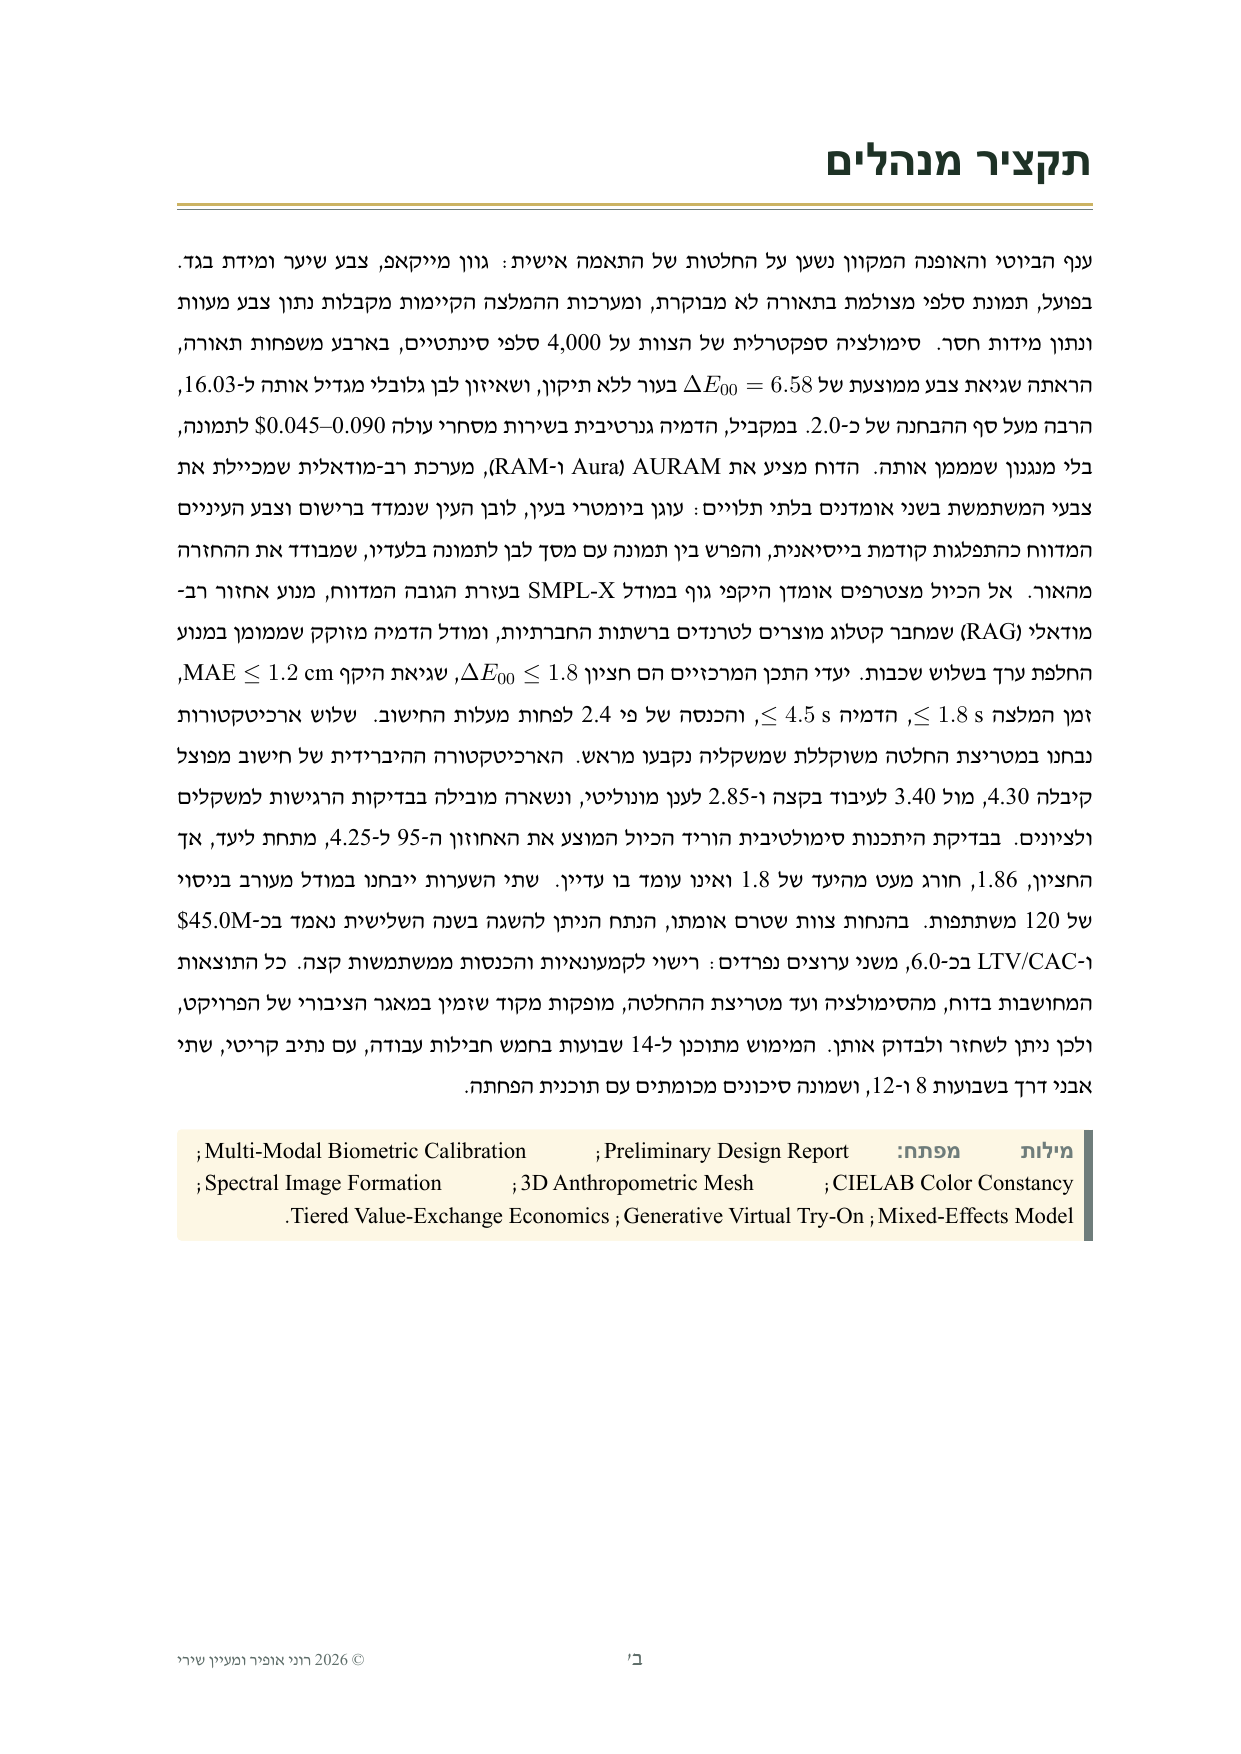 תקציר מנהלים
ענף הביוטי והאופנה המקוון נשען על החלטות של התאמה אישית: גוון מייקאפ, צבע שיער ומידת בגד.
בפועל, תמונת סלפי מצולמת בתאורה לא מבוקרת, ומערכות ההמלצה הקיימות מקבלות נתון צבע מעוות
ונתון מידות חסר. סימולציה ספקטרלית של הצוות על 4,000 סלפי סינתטיים, בארבע משפחות תאורה,
הראתה שגיאת צבע ממוצעת של ΔE₀₀ = 6.58 בעור ללא תיקון, ושאיזון לבן גלובלי מגדיל אותה ל-16.03,
הרבה מעל סף ההבחנה של כ-2.0. במקביל, הדמיה גנרטיבית בשירות מסחרי עולה $0.045–0.090 לתמונה,
בלי מנגנון שמממן אותה. הדוח מציע את AURAM (Aura ו-RAM), מערכת רב-מודאלית שמכיילת את
צבעי המשתמשת בשני אומדנים בלתי תלויים: עוגן ביומטרי בעין, לובן העין שנמדד ברישום וצבע העיניים
המדווח כהתפלגות קודמת בייסיאנית, והפרש בין תמונה עם מסך לבן לתמונה בלעדיו, שמבודד את ההחזרה
מהאור. אל הכיול מצטרפים אומדן היקפי גוף במודל SMPL-X בעזרת הגובה המדווח, מנוע אחזור רב-
מודאלי (RAG) שמחבר קטלוג מוצרים לטרנדים ברשתות החברתיות, ומודל הדמיה מזוקק שממומן במנוע
החלפת ערך בשלוש שכבות. יעדי התכן המרכזיים הם חציון ΔE₀₀ ≤ 1.8, שגיאת היקף MAE ≤ 1.2 cm,
זמן המלצה ≤ 1.8 s, הדמיה ≤ 4.5 s, והכנסה של פי 2.4 לפחות מעלות החישוב. שלוש ארכיטקטורות
נבחנו במטריצת החלטה משוקללת שמשקליה נקבעו מראש. הארכיטקטורה ההיברידית של חישוב מפוצל
קיבלה 4.30, מול 3.40 לעיבוד בקצה ו-2.85 לענן מונוליטי, ונשארה מובילה בבדיקות הרגישות למשקלים
ולציונים. בבדיקת היתכנות סימולטיבית הוריד הכיול המוצע את האחוזון ה-95 ל-4.25, מתחת ליעד, אך
החציון, 1.86, חורג מעט מהיעד של 1.8 ואינו עומד בו עדיין. שתי השערות ייבחנו במודל מעורב בניסוי
של 120 משתתפות. בהנחות צוות שטרם אומתו, הנתח הניתן להשגה בשנה השלישית נאמד בכ-$45.0M
ו-LTV/CAC בכ-6.0, משני ערוצים נפרדים: רישוי לקמעונאיות והכנסות ממשתמשות קצה. כל התוצאות
המחושבות בדוח, מהסימולציה ועד מטריצת ההחלטה, מופקות מקוד שזמין במאגר הציבורי של הפרויקט,
ולכן ניתן לשחזר ולבדוק אותן. המימוש מתוכנן ל-14 שבועות בחמש חבילות עבודה, עם נתיב קריטי, שתי
אבני דרך בשבועות 8 ו-12, ושמונה סיכונים מכומתים עם תוכנית הפחתה.
מילות מפתח: Preliminary Design Report; Multi-Modal Biometric Calibration;
CIELAB Color Constancy; 3D Anthropometric Mesh; Spectral Image Formation;
Mixed-Effects Model; Generative Virtual Try-On; Tiered Value-Exchange Economics.
ב׳
© 2026 רוני אופיר ומעיין שירי